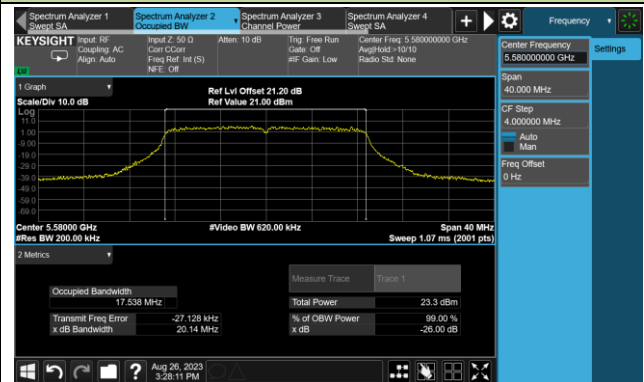 Spectrum Analyzer 1
Swept SA
Spectrum Analyzer 2
Occupied BW
Spectrum Analyzer 3
Channel Power
Spectrum Analyzer 4
Swept SA
Frequency
KEYSIGHT
Input: RF
Coupling: AC
Align: Auto
Input Z: 50 Ω
Corr CCorr
Freq Ref: Int (S)
NFE: Off
Atten: 10 dB
Trig: Free Run
Gate: Off
#IF Gain: Low
Center Freq: 5.580000000 GHz
Avg|Hold:>10/10
Radio Std: None
LXI
Center Frequency
5.580000000 GHz
Settings
Span
40.000 MHz
CF Step
4.000000 MHz
Auto
Man
Freq Offset
0 Hz
1 Graph
Scale/Div 10.0 dB
Ref Lvl Offset 21.20 dB
Ref Value 21.00 dBm
Log
11.0
1.00
-9.00
-19.0
-29.0
-39.0
-49.0
-59.0
-69.0
Center 5.58000 GHz
#Video BW 620.00 kHz
Span 40 MHz
#Res BW 200.00 kHz
Sweep 1.07 ms (2001 pts)
2 Metrics
Measure Trace
Trace 1
Occupied Bandwidth
17.538 MHz
Total Power
23.3 dBm
Transmit Freq Error
-27.128 kHz
% of OBW Power
99.00 %
x dB Bandwidth
20.14 MHz
x dB
-26.00 dB
Aug 26, 2023
3:28:11 PM